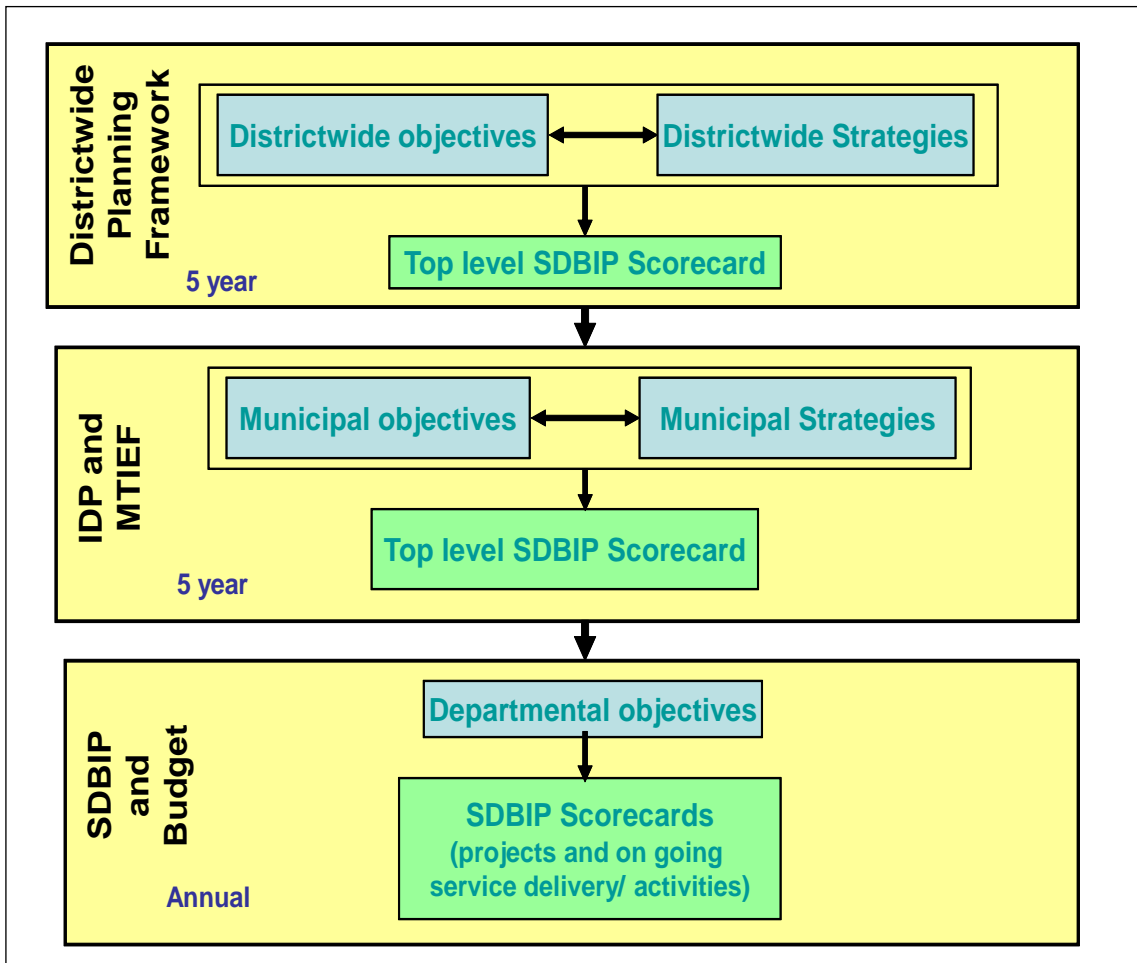 Districtwide
Planning
Framework
5 year
Districtwide objectives
Districtwide Strategies
Top level SDBIP Scorecard
IDP and
MTIEF
5 year
Municipal objectives
Municipal Strategies
Top level SDBIP Scorecard
SDBIP
and
Budget
Annual
Departmental objectives
SDBIP Scorecards
(projects and on going
service delivery/ activities)